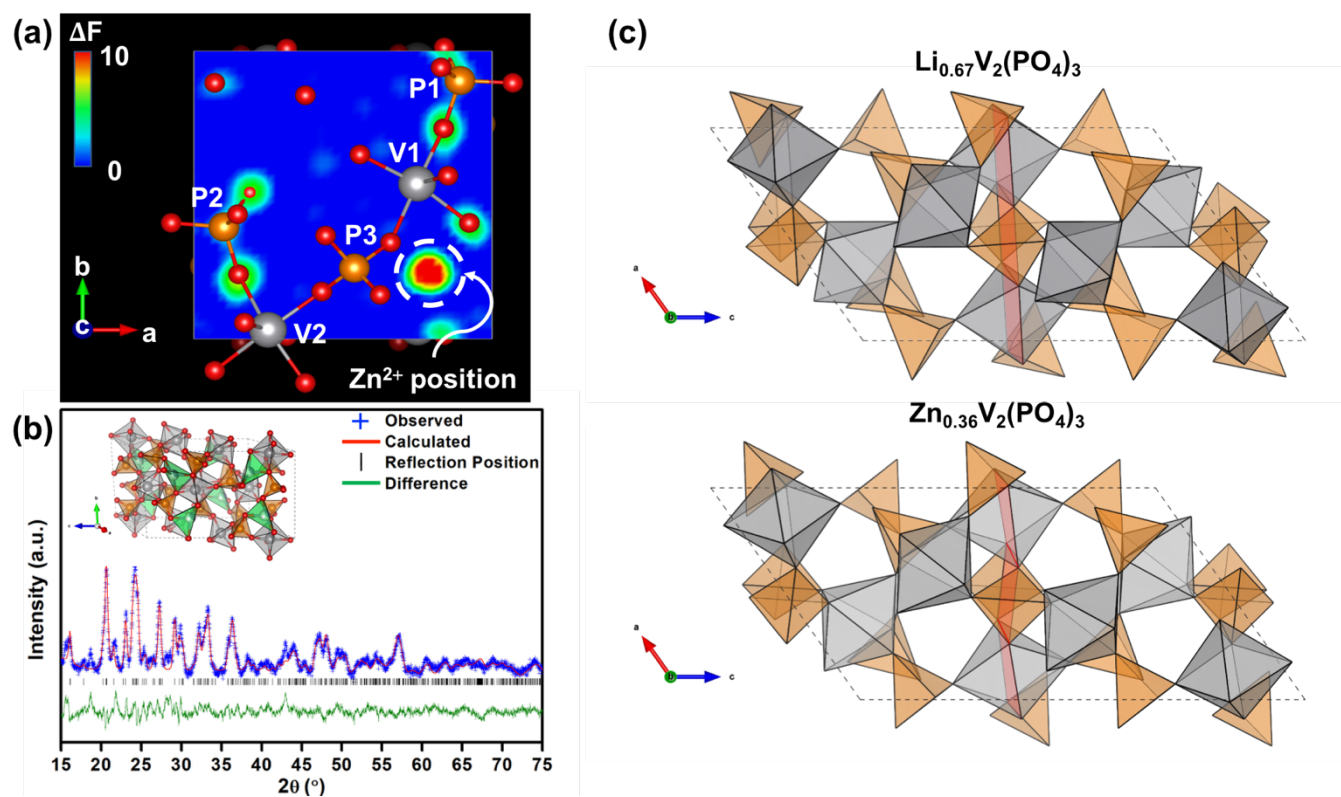 (a)
ΔF
10
0
P1
V1
P2
P3
V2
b
c
a
Zn²⁺ position
(b)
Observed
Calculated
Reflection Position
Difference
Intensity (a.u.)
15 20 25 30 35 40 45 50 55 60 65 70 75
2θ (°)
(c)
Li₀.₆₇V₂(PO₄)₃
a
b
c
Zn₀.₃₆V₂(PO₄)₃
a
b
c